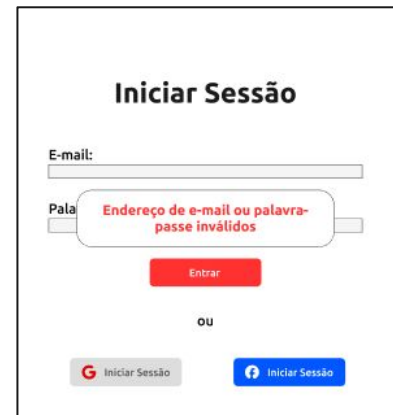 Iniciar Sessão
E-mail:
Pala
Endereço de e-mail ou palavra-
passe inválidos
Entrar
ou
Iniciar Sessão
Iniciar Sessão